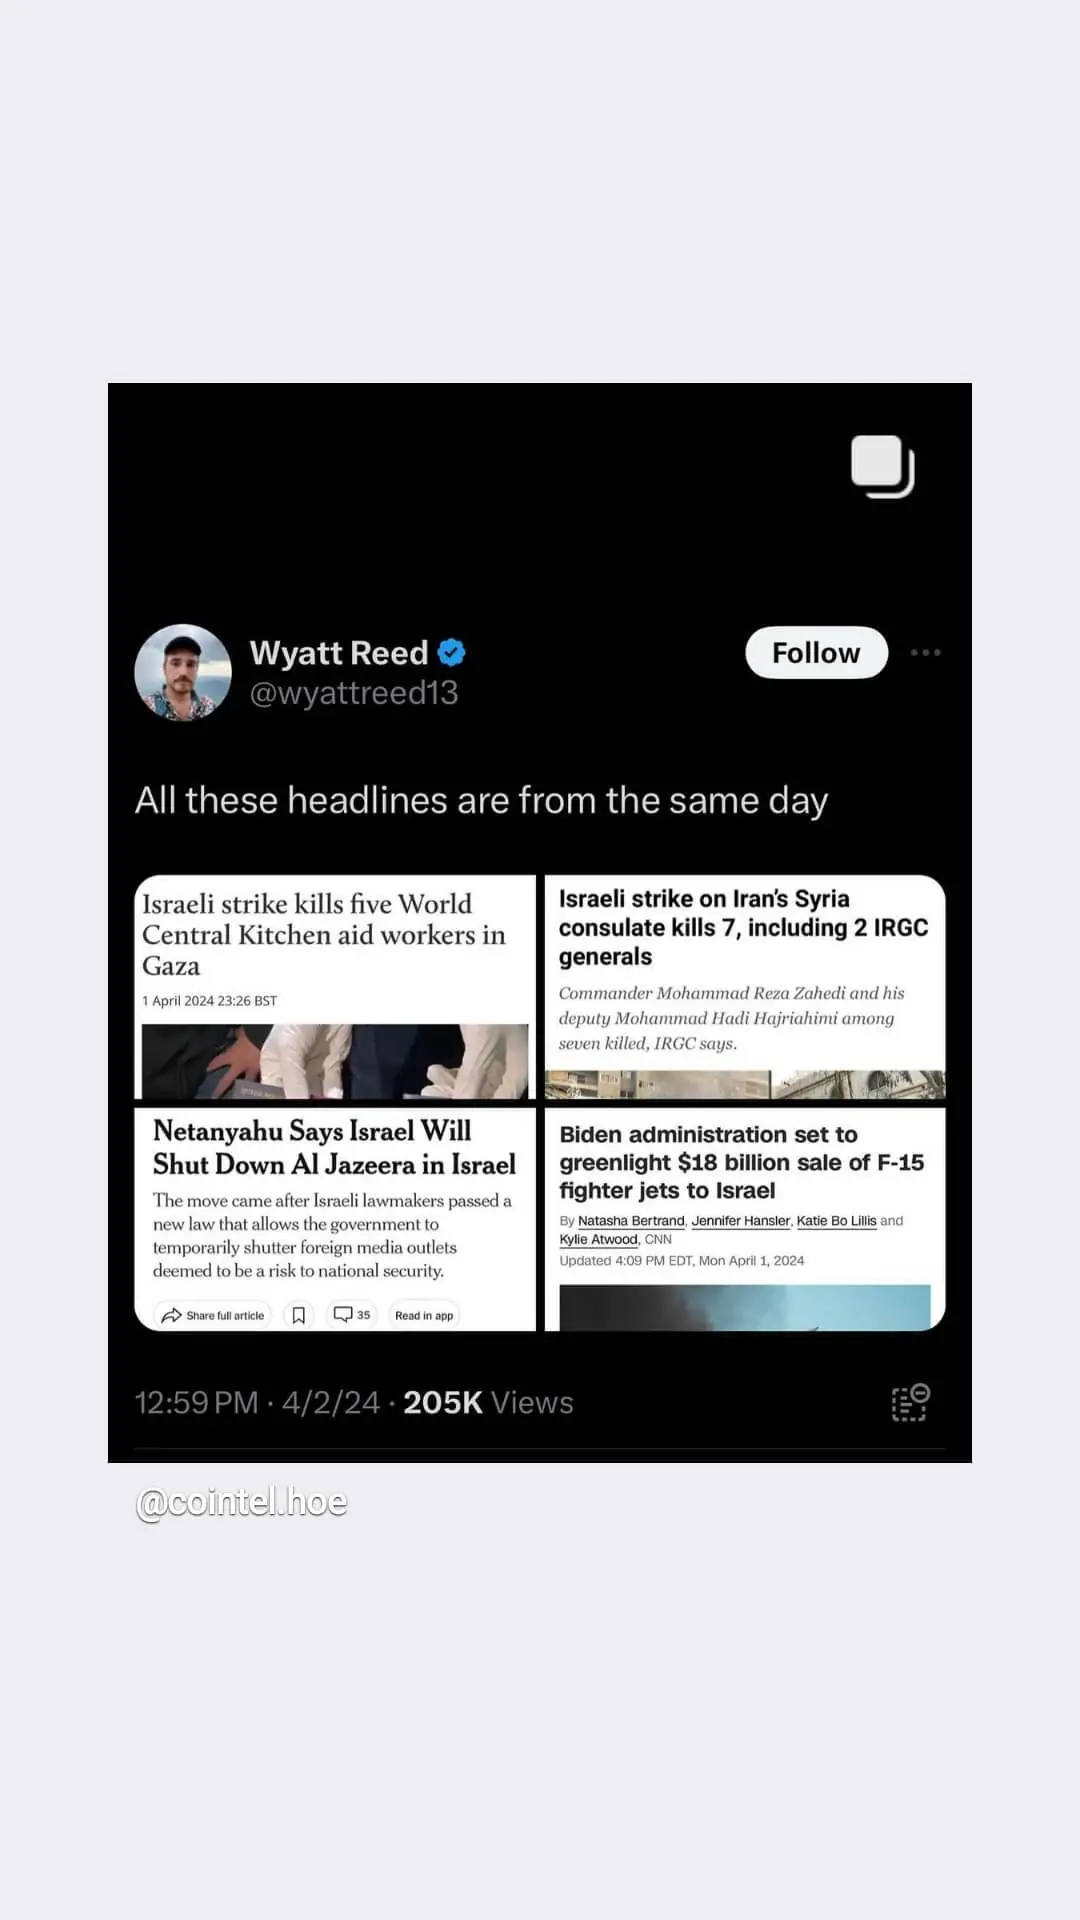 Wyatt Reed
@wyattreed13
Follow
All these headlines are from the same day
Israeli strike kills five World
Central Kitchen aid workers in
Gaza
1 April 2024 23:26 BST
Israeli strike on Iran’s Syria
consulate kills 7, including 2 IRGC
generals
Commander Mohammad Reza Zahedi and his
deputy Mohammad Hadi Hajriahimi among
seven killed, IRGC says.
Netanyahu Says Israel Will
Shut Down Al Jazeera in Israel
The move came after Israeli lawmakers passed a
new law that allows the government to
temporarily shutter foreign media outlets
deemed to be a risk to national security.
Share full article
35
Read in app
Biden administration set to
greenlight $18 billion sale of F-15
fighter jets to Israel
By Natasha Bertrand, Jennifer Hansler, Katie Bo Lillis and
Kylie Atwood, CNN
Updated 4:09 PM EDT, Mon April 1, 2024
12:59 PM · 4/2/24 · 205K Views
@cointel.hoe